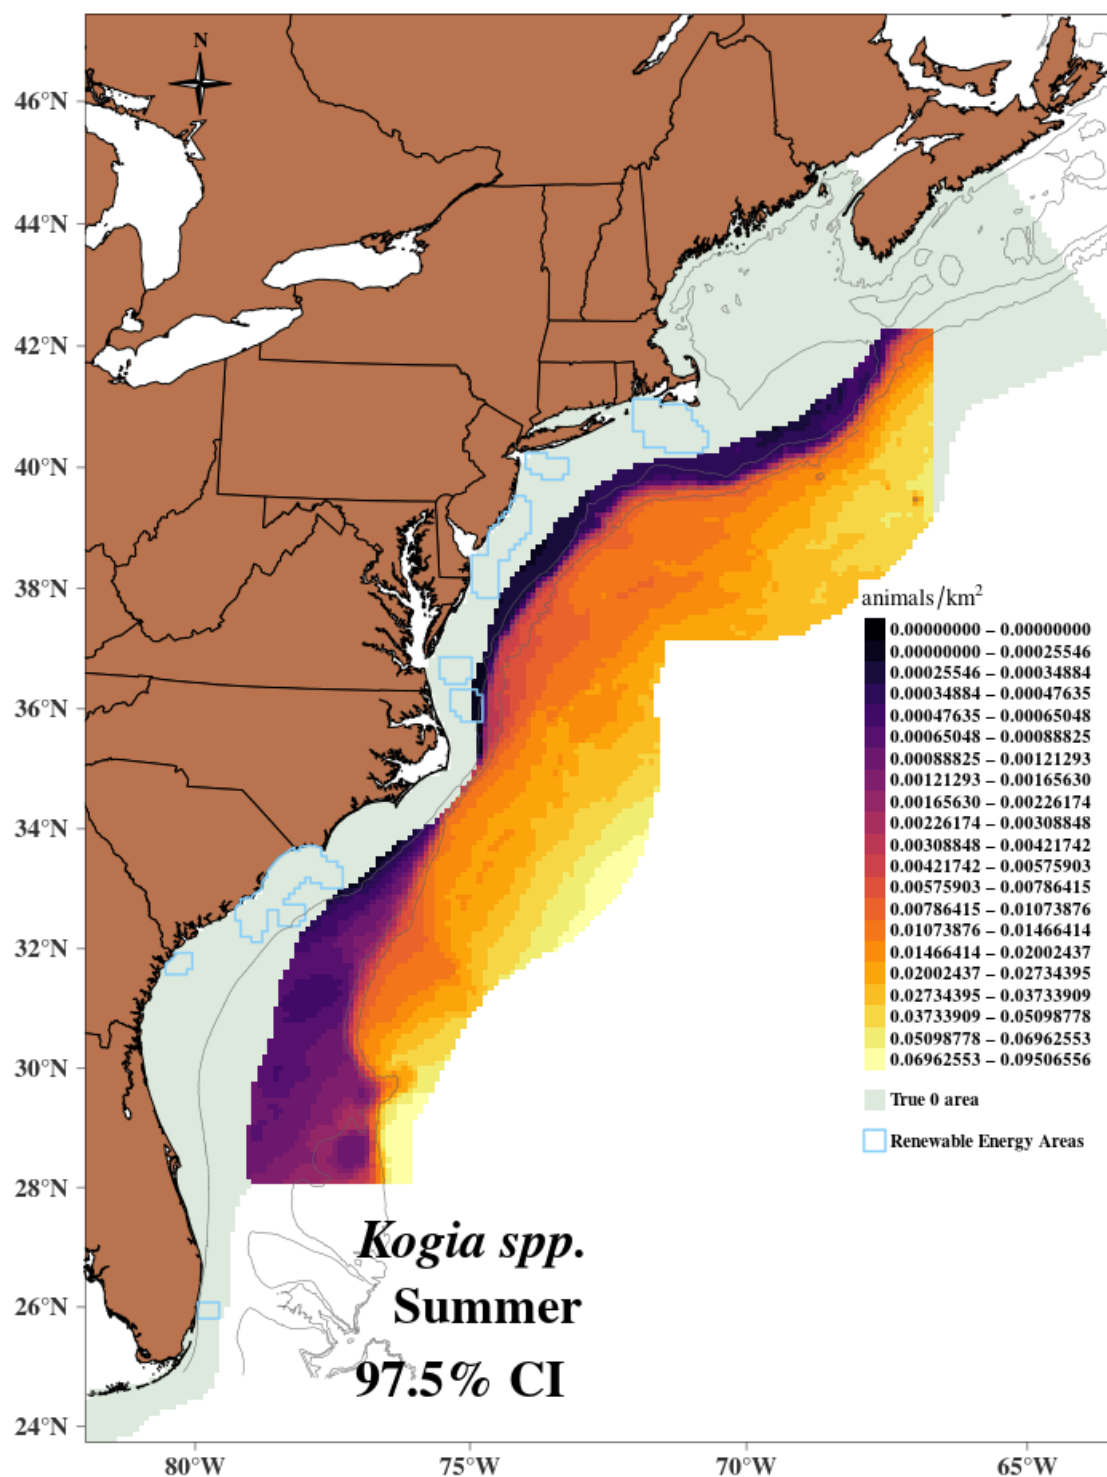 N
46°N
44°N
42°N
40°N
38°N
36°N
34°N
32°N
30°N
28°N
26°N
24°N
80°W
75°W
70°W
65°W
animals/km²
0.00000000 – 0.00000000
0.00000000 – 0.00025546
0.00025546 – 0.00034884
0.00034884 – 0.00047635
0.00047635 – 0.00065048
0.00065048 – 0.00088825
0.00088825 – 0.00121293
0.00121293 – 0.00165630
0.00165630 – 0.00226174
0.00226174 – 0.00308848
0.00308848 – 0.00421742
0.00421742 – 0.00575903
0.00575903 – 0.00786415
0.00786415 – 0.01073876
0.01073876 – 0.01466414
0.01466414 – 0.02002437
0.02002437 – 0.02734395
0.02734395 – 0.03733909
0.03733909 – 0.05098778
0.05098778 – 0.06962553
0.06962553 – 0.09506556
True 0 area
Renewable Energy Areas
Kogia spp.
Summer
97.5% CI